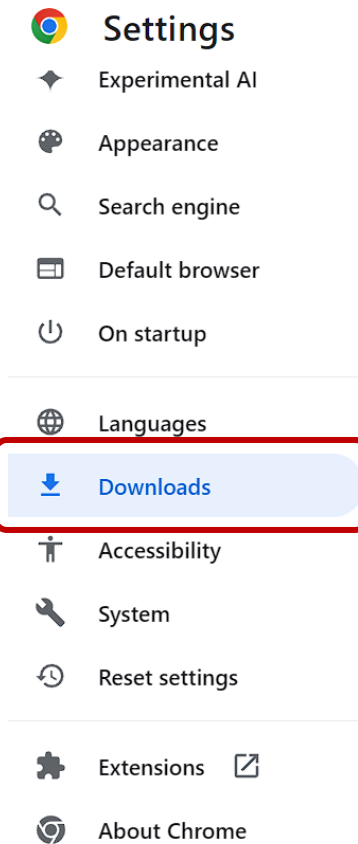 Settings
Experimental AI
Appearance
Search engine
Default browser
On startup
Languages
Downloads
Accessibility
System
Reset settings
Extensions
About Chrome